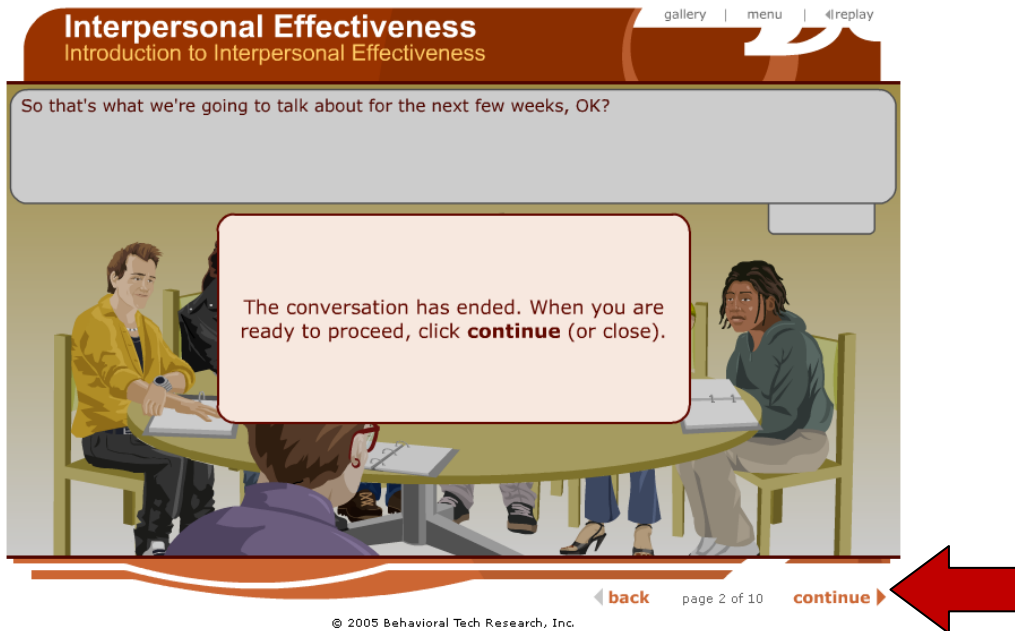 Interpersonal Effectiveness
Introduction to Interpersonal Effectiveness
gallery | menu | replay
So that's what we're going to talk about for the next few weeks, OK?
The conversation has ended. When you are
ready to proceed, click continue (or close).
back page 2 of 10 continue
© 2005 Behavioral Tech Research, Inc.